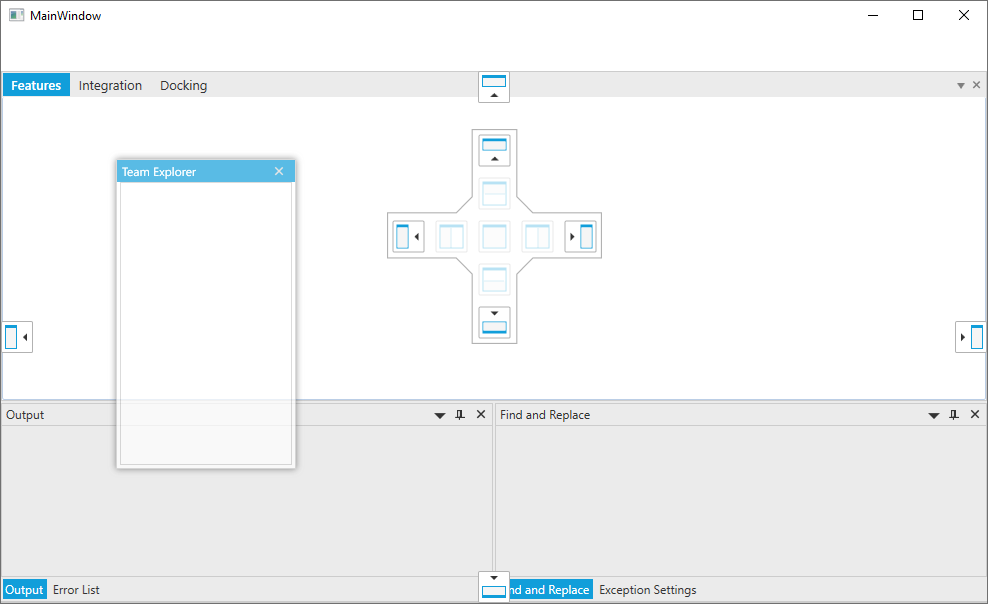 MainWindow
Features Integration Docking
Team Explorer
Output Find and Replace
Output Error List nd and Replace Exception Settings